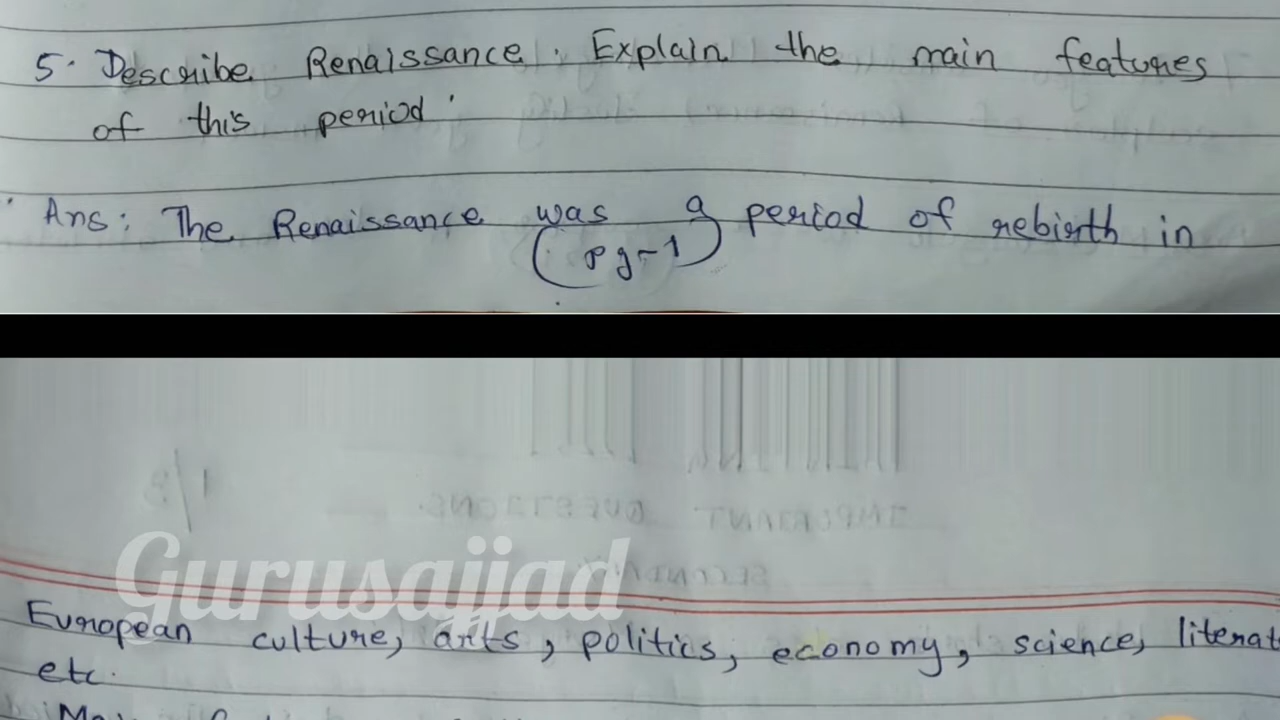 5. Describe Renaissance. Explain the main features
of this period.
Ans: The Renaissance was a period of rebirth in
(pg-1)
Gurusajjad
European culture, arts, politics, economy, science, literat
etc.